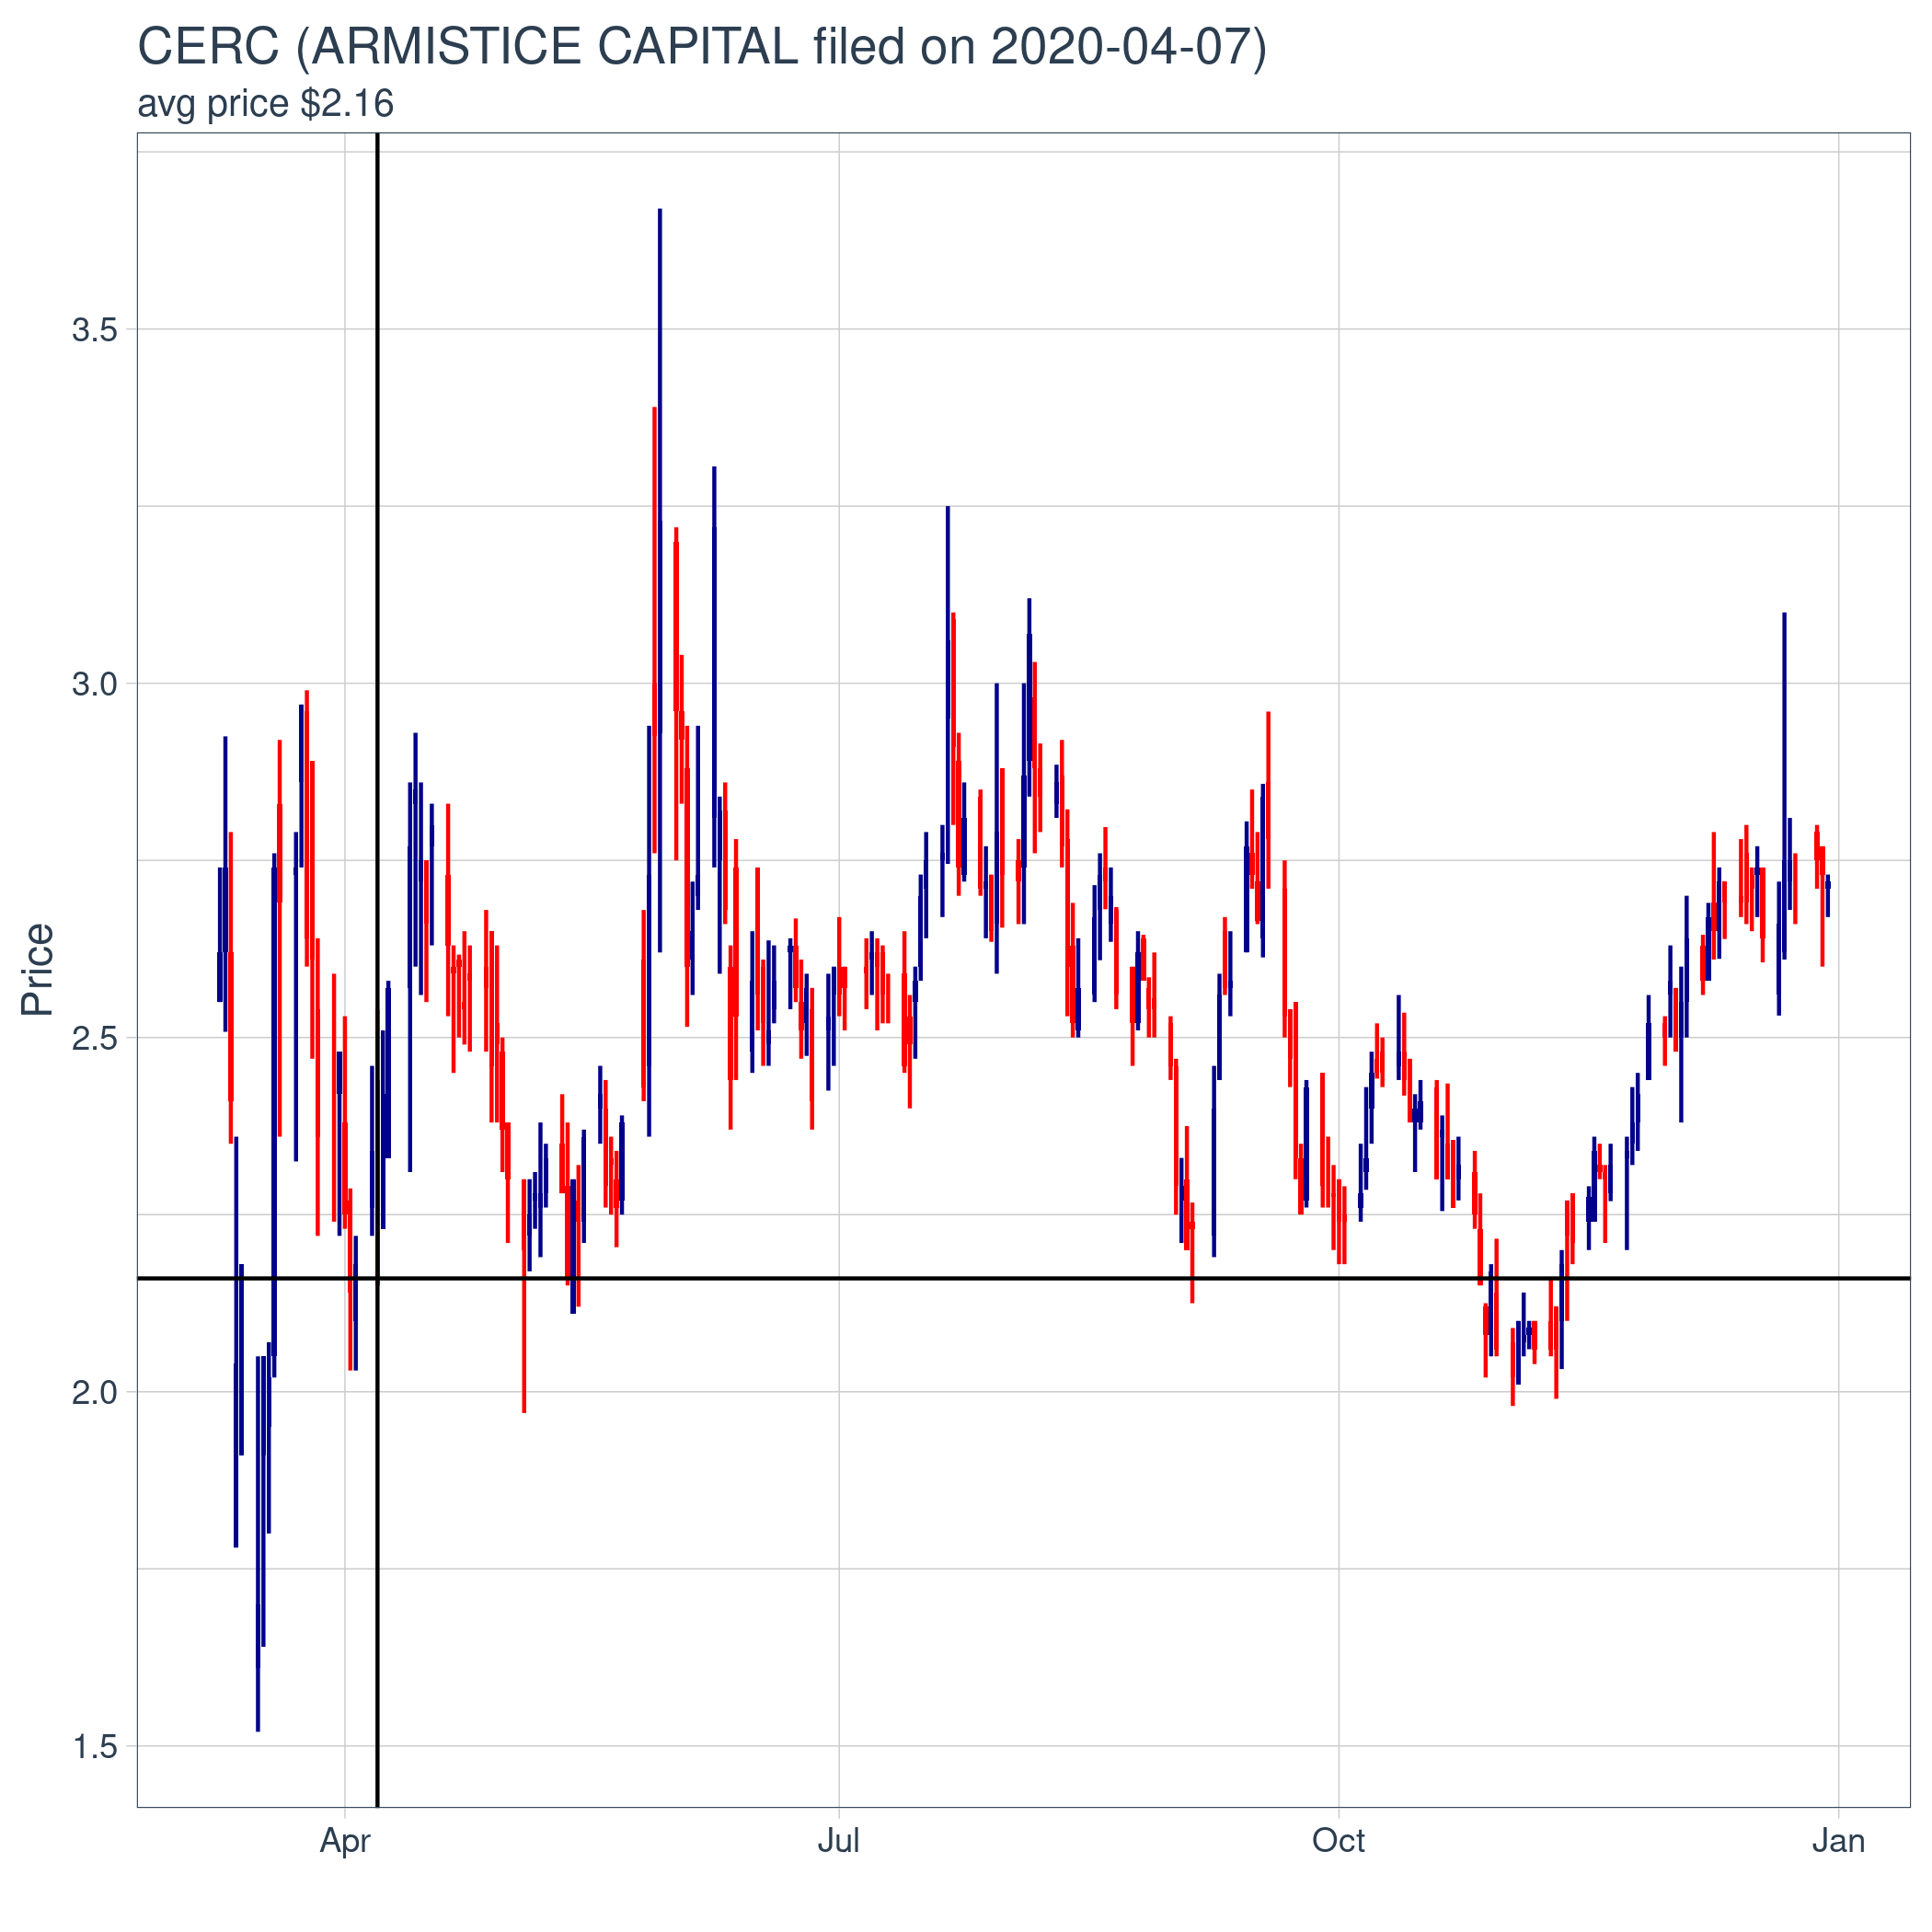 CERC (ARMISTICE CAPITAL filed on 2020-04-07)
avg price $2.16
3.5
3.0
2.5
2.0
1.5
Price
Apr Jul Oct Jan